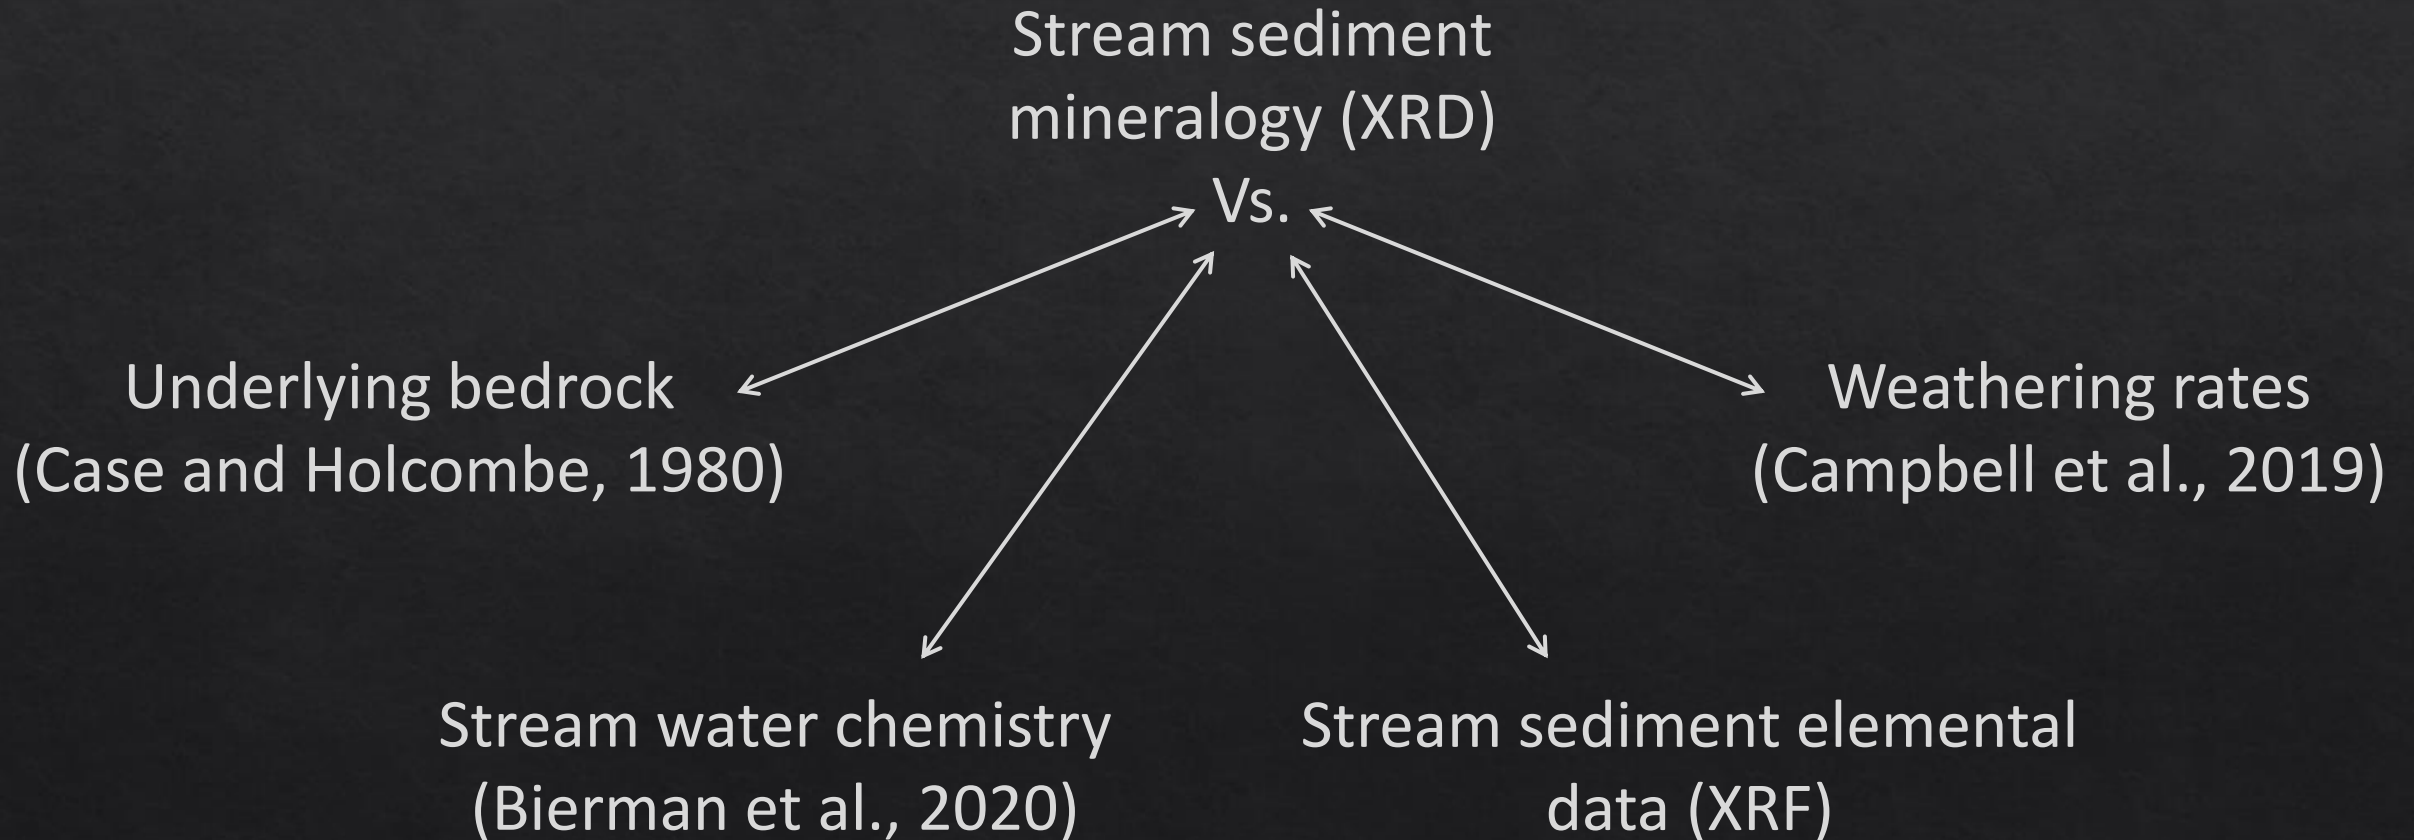 Stream sediment
mineralogy (XRD)
Vs.
Underlying bedrock
(Case and Holcombe, 1980)
Weathering rates
(Campbell et al., 2019)
Stream water chemistry
(Bierman et al., 2020)
Stream sediment elemental
data (XRF)